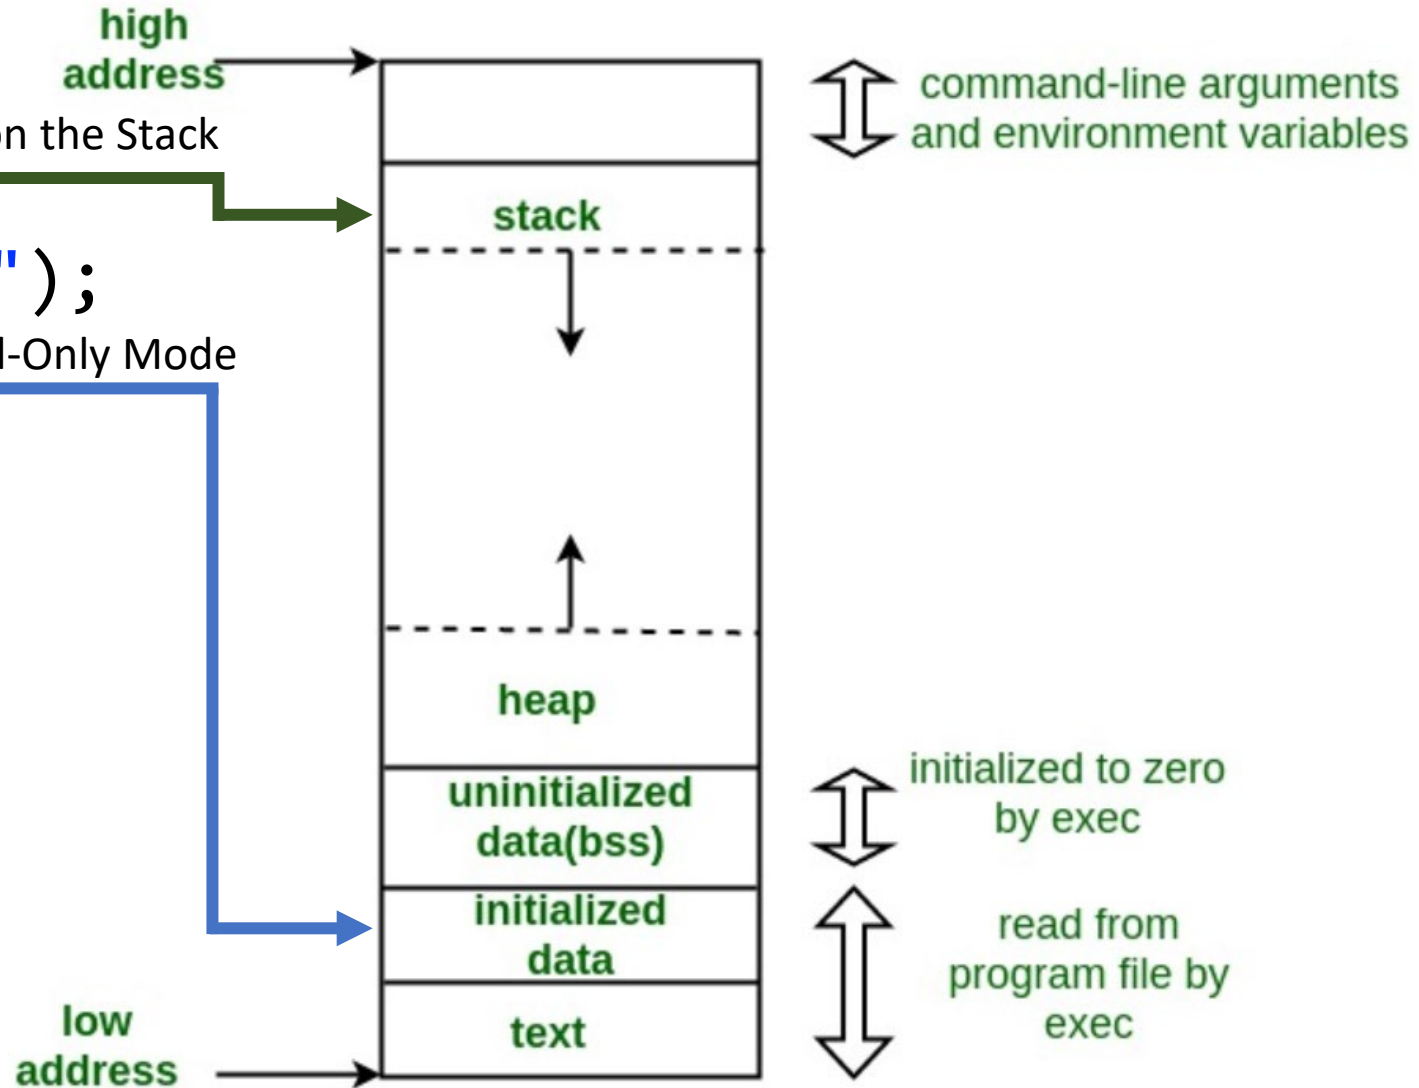 high
address
on the Stack
");
-Only Mode
low
address
stack
heap
uninitialized
data(bss)
initialized
data
text
command-line arguments
and environment variables
initialized to zero
by exec
read from
program file by
exec